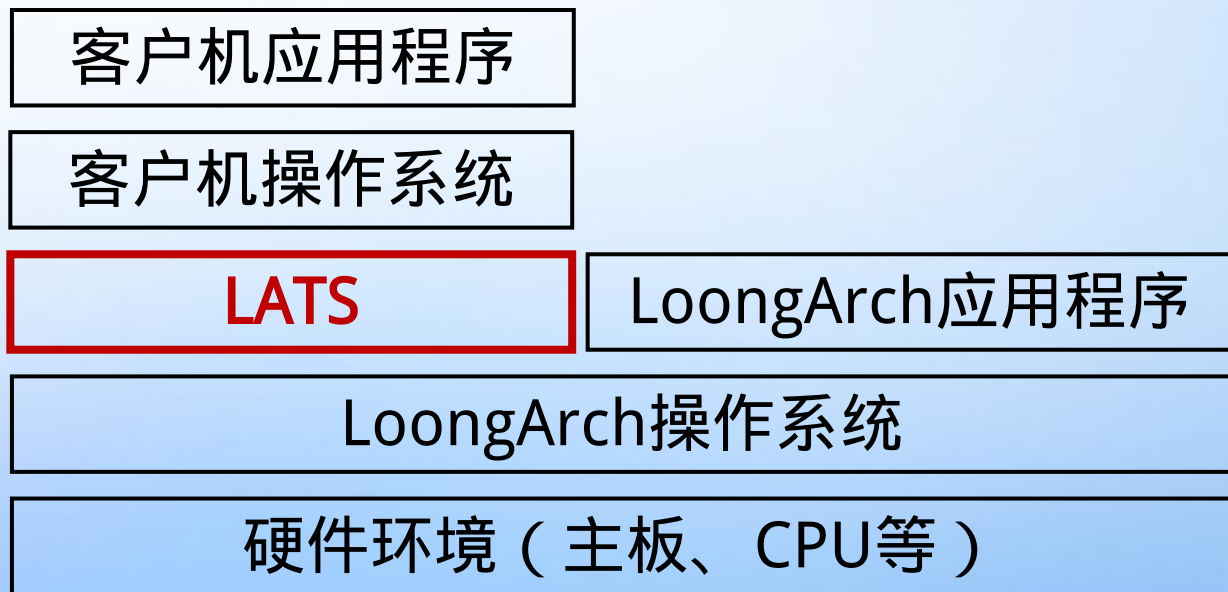 客户机应用程序
客户机操作系统
LATS
LoongArch应用程序
LoongArch操作系统
硬件环境（主板、CPU等）